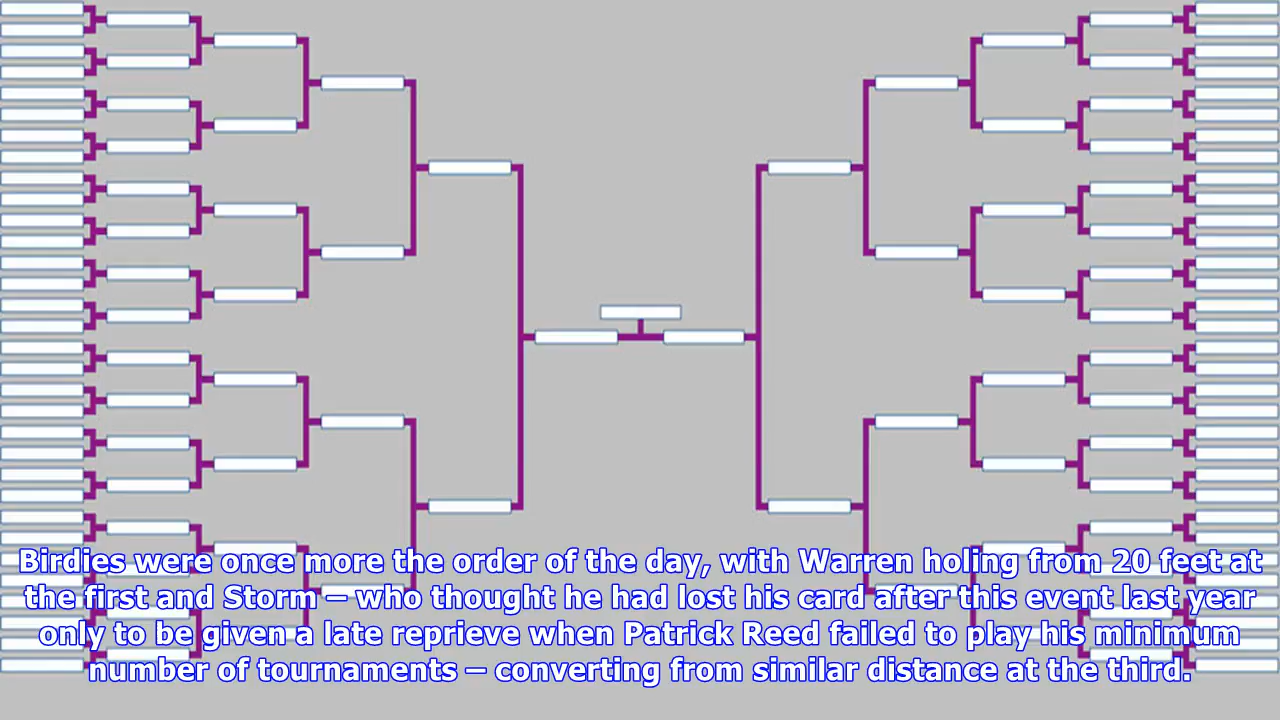 Birdies were once more the order of the day, with Warren holing from 20 feet at
the first and Storm – who thought he had lost his card after this event last year
only to be given a late reprieve when Patrick Reed failed to play his minimum
number of tournaments – converting from similar distance at the third.